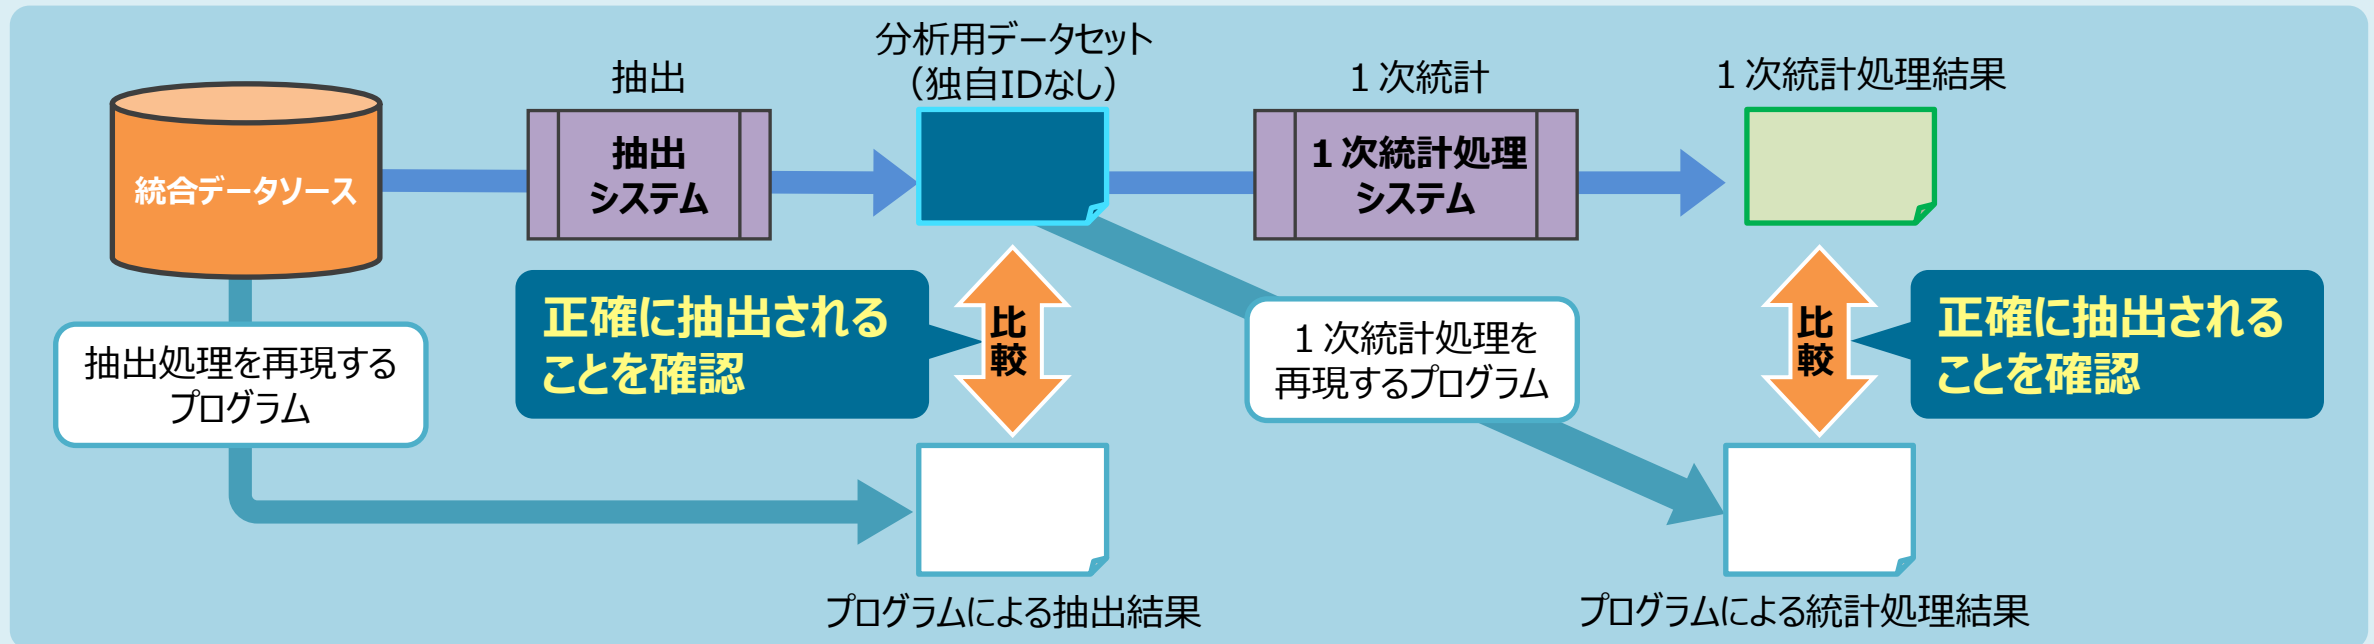 分析用データセット
（独自IDなし）
抽出
１次統計
１次統計処理結果
統合データソース
抽出
システム
１次統計処理
システム
正確に抽出される
ことを確認
比
較
抽出処理を再現する
プログラム
１次統計処理を
再現するプログラム
比
較
正確に抽出される
ことを確認
プログラムによる抽出結果
プログラムによる統計処理結果